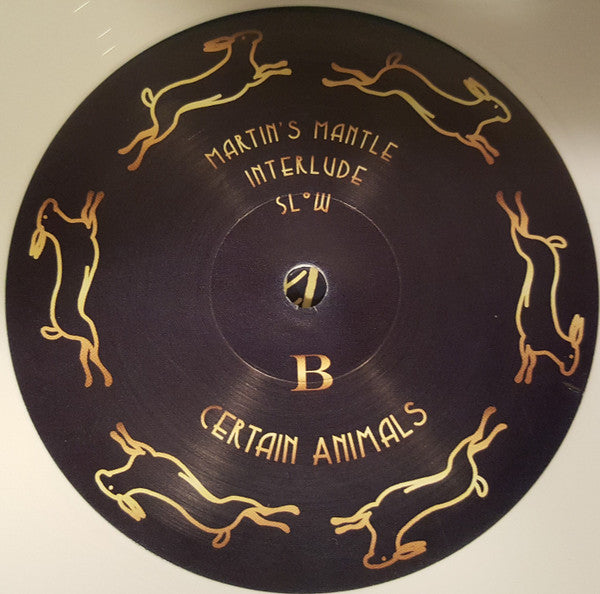 MARTIN'S MANTLE
INTERLUDE
SL°W
B
CERTAIN ANIMALS